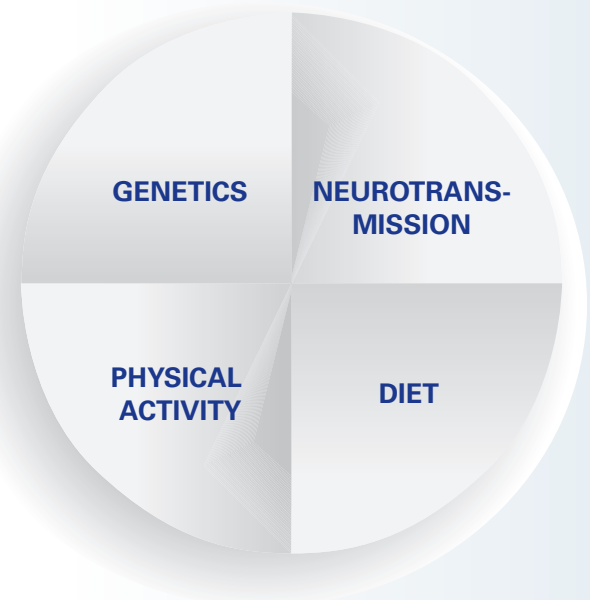 GENETICS
NEUROTRANS-
MISSION
PHYSICAL
ACTIVITY
DIET